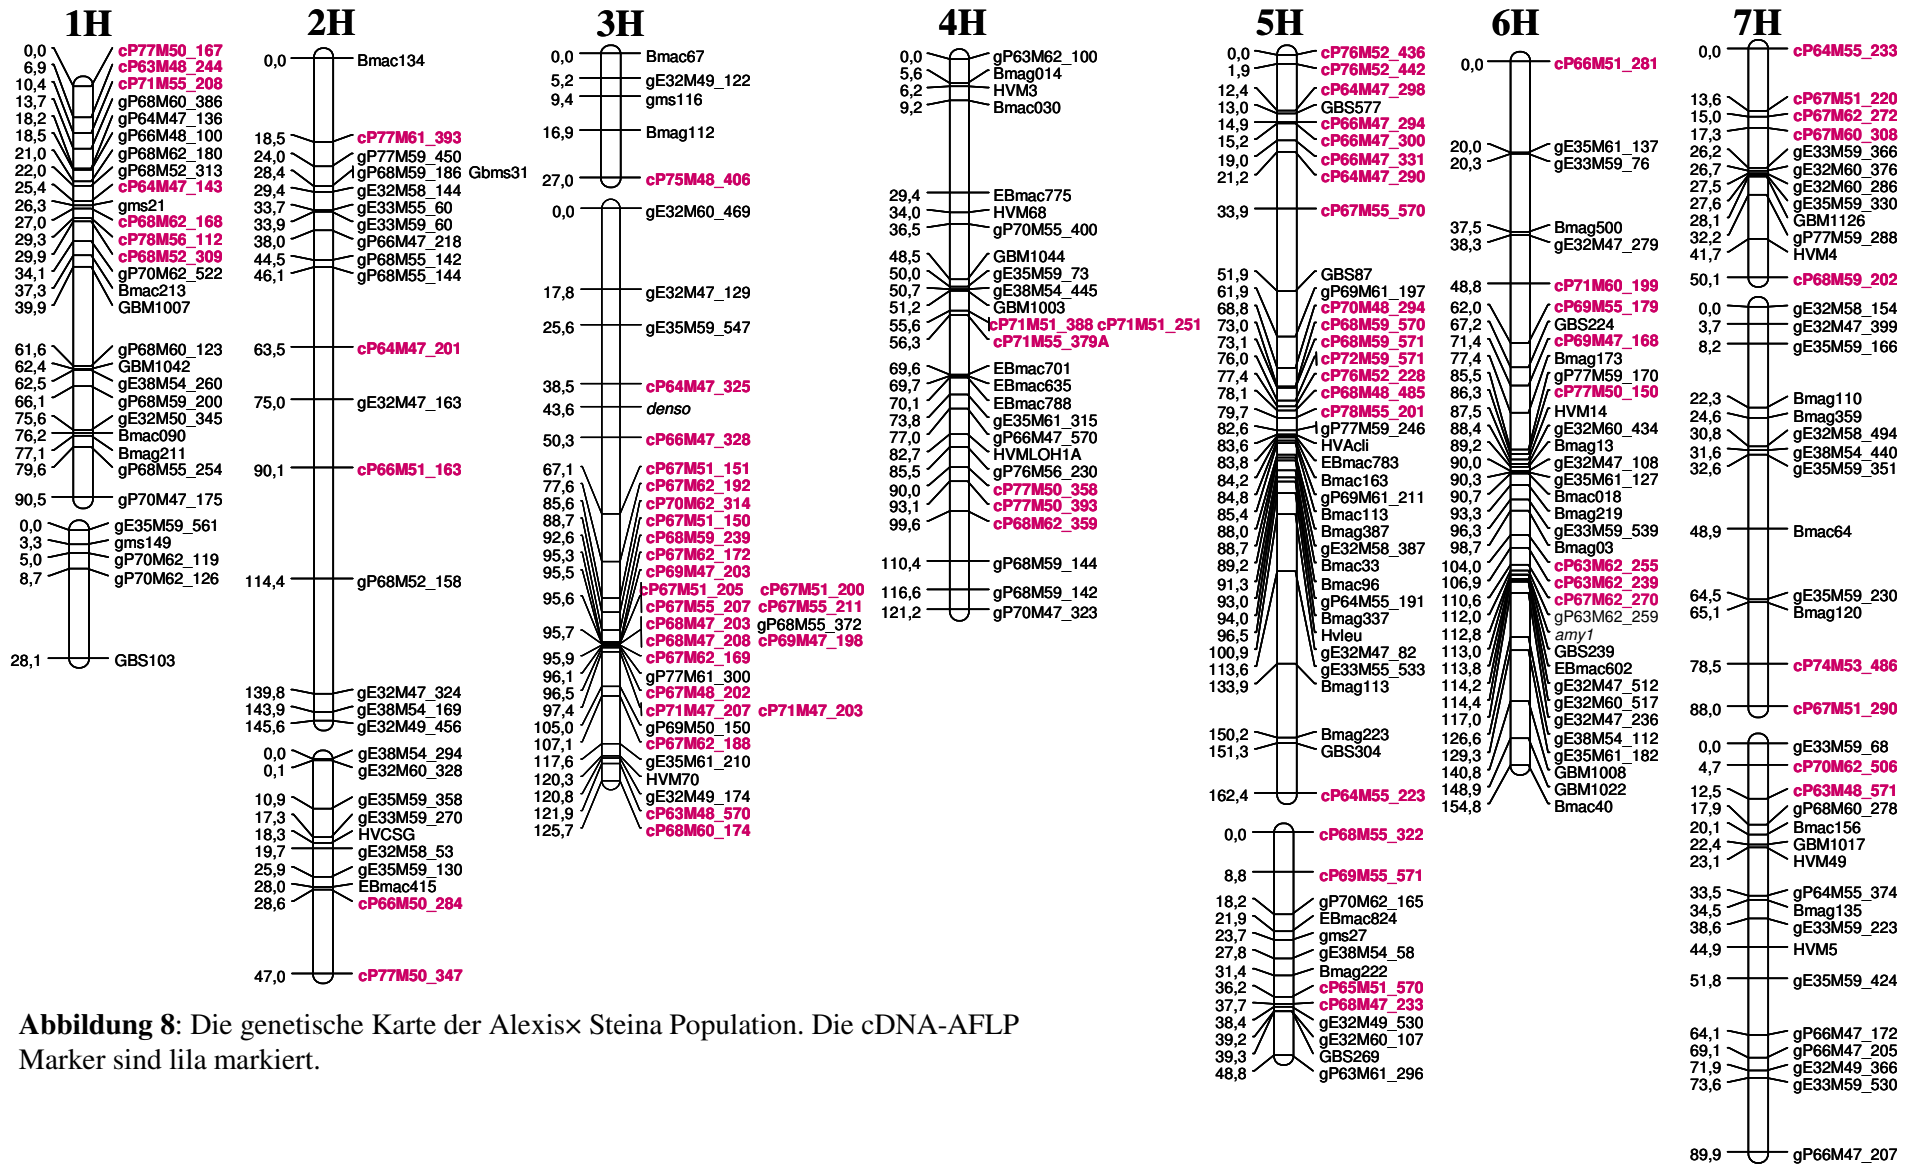 1H
0,0 cP77M50_167
6,9 cP63M48_244
10,4 cP71M55_208
13,7 gP68M60_386
18,2 gP64M47_136
18,5 gP66M48_100
21,0 gP68M62_180
22,0 gP68M52_313
25,4 cP64M47_143
26,3 gms21
27,0 cP68M62_168
29,3 cP78M56_112
29,9 cP68M52_309
34,1 gP70M62_522
37,3 Bmac213
39,9 GBM1007
61,6 gP68M60_123
62,4 GBM1042
62,5 gE38M54_260
66,1 gP68M59_200
75,6 gE32M50_345
76,2 Bmac090
77,1 Bmag211
79,6 gP68M55_254
90,5 gP70M47_175
0,0 gE35M59_561
3,3 gms149
5,0 gP70M62_119
8,7 gP70M62_126
28,1 GBS103
2H
0,0 Bmac134
18,5 cP77M61_393
24,0 gP77M59_450
28,4 gP68M59_186 Gbms31
29,4 gE32M58_144
33,7 gE33M55_60
33,9 gE33M59_60
38,0 gP66M47_218
44,5 gP68M55_142
46,1 gP68M55_144
63,5 cP64M47_201
75,0 gE32M47_163
90,1 cP66M51_163
114,4 gP68M52_158
139,8 gE32M47_324
143,9 gE38M54_169
145,6 gE32M49_456
0,0 gE38M54_294
0,1 gE32M60_328
10,9 gE35M59_358
17,3 gE33M59_270
18,3 HVCSG
19,7 gE32M58_53
25,9 gE35M59_130
28,0 EBmac415
28,6 cP66M50_284
47,0 cP77M50_347
3H
0,0 Bmac67
5,2 gE32M49_122
9,4 gms116
16,9 Bmag112
27,0 cP75M48_406
0,0 gE32M60_469
17,8 gE32M47_129
25,6 gE35M59_547
38,5 cP64M47_325
43,6 denso
50,3 cP66M47_328
67,1 cP67M51_151
77,6 cP67M62_192
85,6 cP70M62_314
88,7 cP67M51_150
92,6 cP68M59_239
95,3 cP67M62_172
95,5 cP69M47_203
cP67M51_205 cP67M51_200
95,6 cP67M55_207 cP67M55_211
cP68M47_203 gP68M55_372
95,7 cP68M47_208 cP69M47_198
95,9 cP67M62_169
96,1 gP77M61_300
96,5 cP67M48_202
97,4 cP71M47_207 cP71M47_203
105,0 gP69M50_150
107,1 cP67M62_188
117,6 gE35M61_210
120,3 HVM70
120,8 gE32M49_174
121,9 cP63M48_570
125,7 cP68M60_174
4H
0,0 gP63M62_100
5,6 Bmag014
6,2 HVM3
9,2 Bmac030
29,4 EBmac775
34,0 HVM68
36,5 gP70M55_400
48,5 GBM1044
50,0 gE35M59_73
50,7 gE38M54_445
51,2 GBM1003
55,6 cP71M51_388 cP71M51_251
56,3 cP71M55_379A
69,6 EBmac701
69,7 EBmac635
70,1 EBmac788
73,8 gE35M61_315
77,0 gP66M47_570
82,7 HVMLOH1A
85,5 gP76M56_230
90,0 cP77M50_358
93,1 cP77M50_393
99,6 cP68M62_359
110,4 gP68M59_144
116,6 gP68M59_142
121,2 gP70M47_323
5H
0,0 cP76M52_436
1,9 cP76M52_442
12,4 cP64M47_298
13,0 GBS577
14,9 cP66M47_294
15,2 cP66M47_300
19,0 cP66M47_331
21,2 cP64M47_290
33,9 cP67M55_570
51,9 GBS87
61,9 gP69M61_197
68,8 cP70M48_294
73,0 cP68M59_570
73,1 cP68M59_571
76,0 cP72M59_571
77,4 cP76M52_228
78,1 cP68M48_485
79,7 cP78M55_201
82,6 gP77M59_246
83,6 HVAcli
83,8 EBmac783
84,2 Bmac163
84,8 gP69M61_211
85,4 Bmac113
88,0 Bmag387
88,7 gE32M58_387
89,2 Bmac33
91,3 Bmac96
93,0 gP64M55_191
94,0 Bmag337
96,5 Hvleu
100,9 gE32M47_82
113,6 gE33M55_533
133,9 Bmag113
150,2 Bmag223
151,3 GBS304
162,4 cP64M55_223
0,0 cP68M55_322
8,8 cP69M55_571
18,2 gP70M62_165
21,9 EBmac824
23,7 gms27
27,8 gE38M54_58
31,4 Bmag222
36,2 cP65M51_570
37,7 cP68M47_233
38,4 gE32M49_530
39,2 gE32M60_107
39,3 GBS269
48,8 gP63M61_296
6H
0,0 cP66M51_281
20,0 gE35M61_137
20,3 gE33M59_76
37,5 Bmag500
38,3 gE32M47_279
48,8 cP71M60_199
62,0 cP69M55_179
67,2 GBS224
71,4 cP69M47_168
77,4 Bmag173
85,5 gP77M59_170
86,3 cP77M50_150
87,5 HVM14
88,4 gE32M60_434
89,2 Bmag13
90,0 gE32M47_108
90,3 gE35M61_127
90,7 Bmac018
93,3 Bmag219
96,3 gE33M59_539
98,7 Bmag03
104,0 cP63M62_255
106,9 cP63M62_239
110,6 cP67M62_270
112,0 gP63M62_259
112,8 amy1
113,0 GBS239
113,8 EBmac602
114,2 gE32M47_512
114,4 gE32M60_517
117,0 gE32M47_236
126,6 gE38M54_112
129,3 gE35M61_182
140,8 GBM1008
148,9 GBM1022
154,8 Bmac40
7H
0,0 cP64M55_233
13,6 cP67M51_220
15,0 cP67M62_272
17,3 cP67M60_308
26,2 gE33M59_366
26,7 gE32M60_376
27,5 gE32M60_286
27,6 gE35M59_330
28,1 GBM1126
32,2 gP77M59_288
41,7 HVM4
50,1 cP68M59_202
0,0 gE32M58_154
3,7 gE32M47_399
8,2 gE35M59_166
22,3 Bmag110
24,6 Bmag359
30,8 gE32M58_494
31,6 gE38M54_440
32,6 gE35M59_351
48,9 Bmac64
64,5 gE35M59_230
65,1 Bmag120
78,5 cP74M53_486
88,0 cP67M51_290
0,0 gE33M59_68
4,7 cP70M62_506
12,5 cP63M48_571
17,9 gP68M60_278
20,1 Bmac156
22,4 GBM1017
23,1 HVM49
33,5 gP64M55_374
34,5 Bmag135
38,6 gE33M59_223
44,9 HVM5
51,8 gE35M59_424
64,1 gP66M47_172
69,1 gP66M47_205
71,9 gE32M49_366
73,6 gE33M59_530
89,9 gP66M47_207
Abbildung 8: Die genetische Karte der Alexis× Steina Population. Die cDNA-AFLP
Marker sind lila markiert.